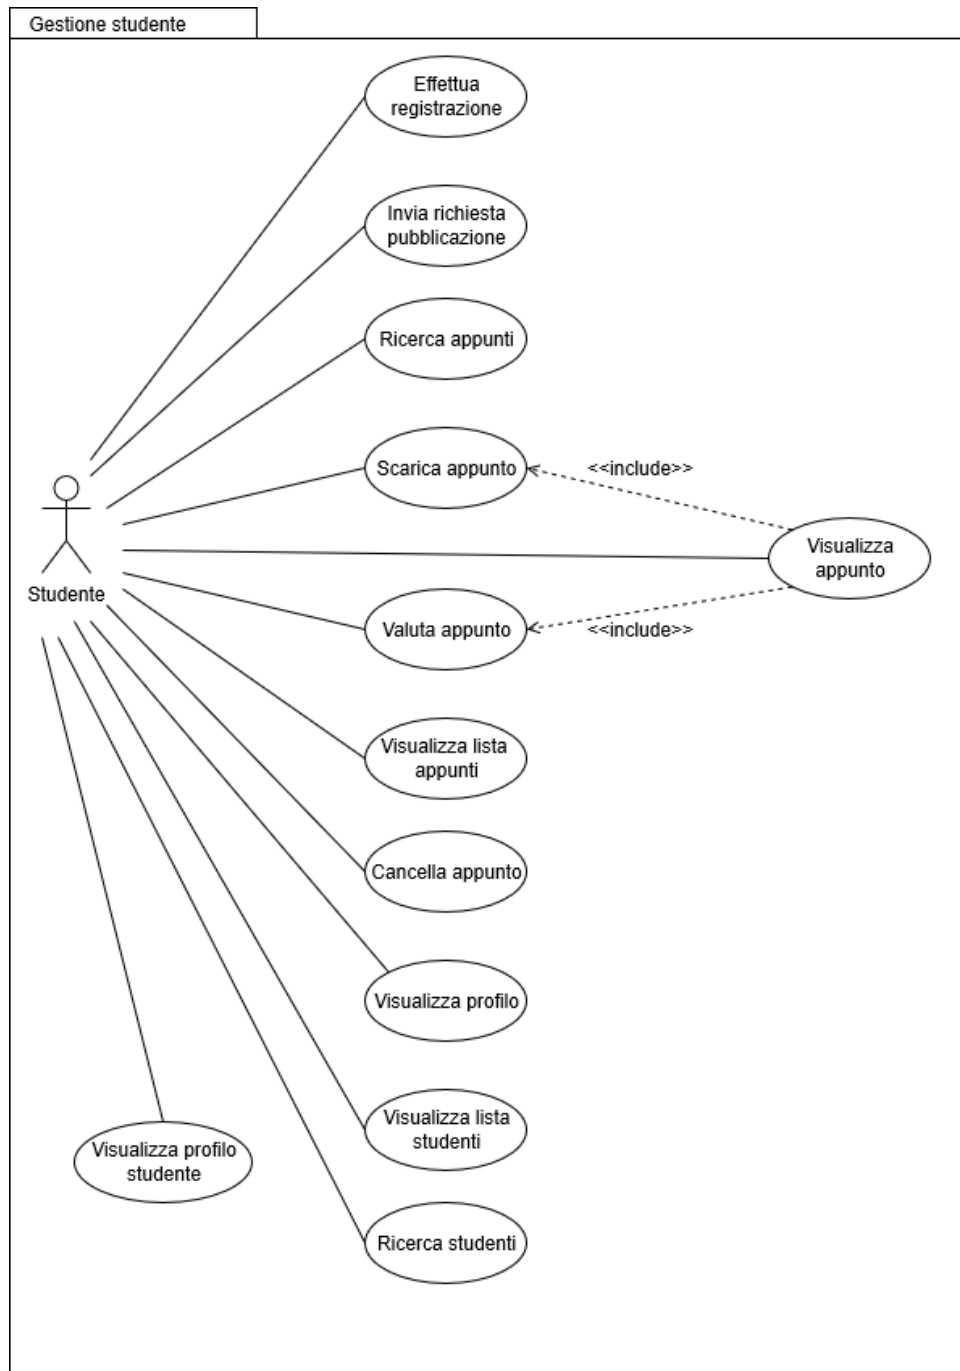 Gestione studente
Effettua
registrazione
Invia richiesta
pubblicazione
Ricerca appunti
Scarica appunto
<<include>>
Visualizza
appunto
Studente
Valuta appunto
<<include>>
Visualizza lista
appunti
Cancella appunto
Visualizza profilo
Visualizza lista
studenti
Visualizza profilo
studente
Ricerca studenti